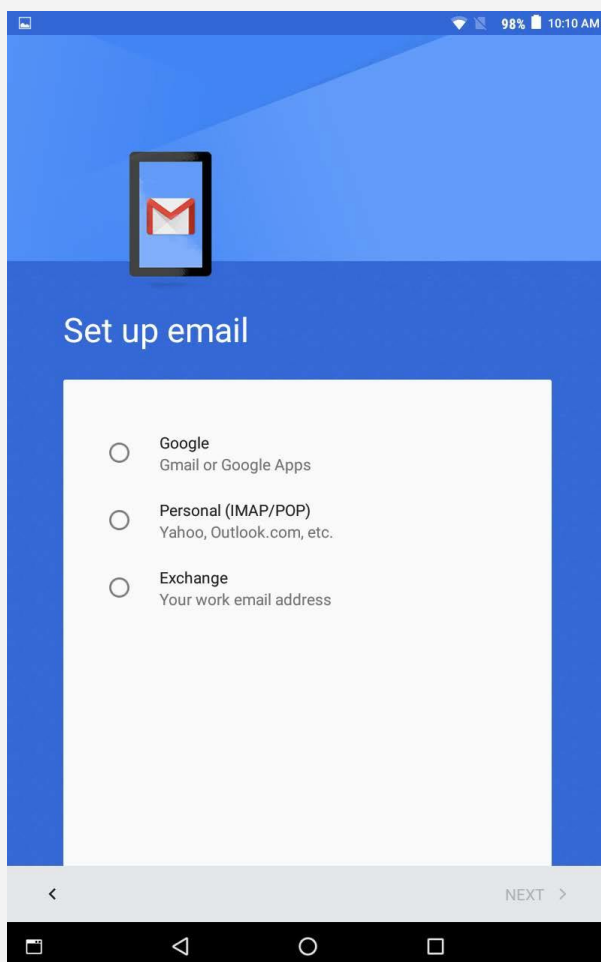 98% 10:10 AM
Set up email
Google
Gmail or Google Apps
Personal (IMAP/POP)
Yahoo, Outlook.com, etc.
Exchange
Your work email address
NEXT